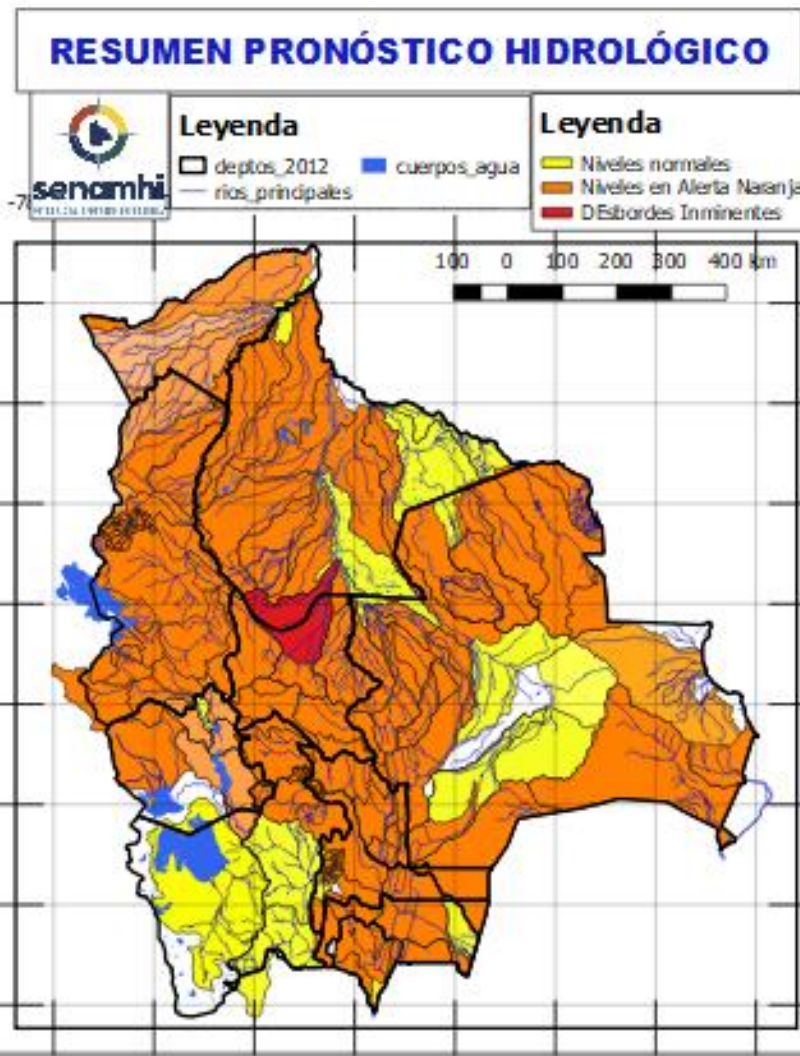 RESUMEN PRONÓSTICO HIDROLÓGICO
senamhi
Leyenda
deptos_2012
cuerpos_agua
rios_principales
Leyenda
Niveles normales
Niveles en Alerta Naranja
DEsbordes Inminentes
100 0 100 200 300 400 km